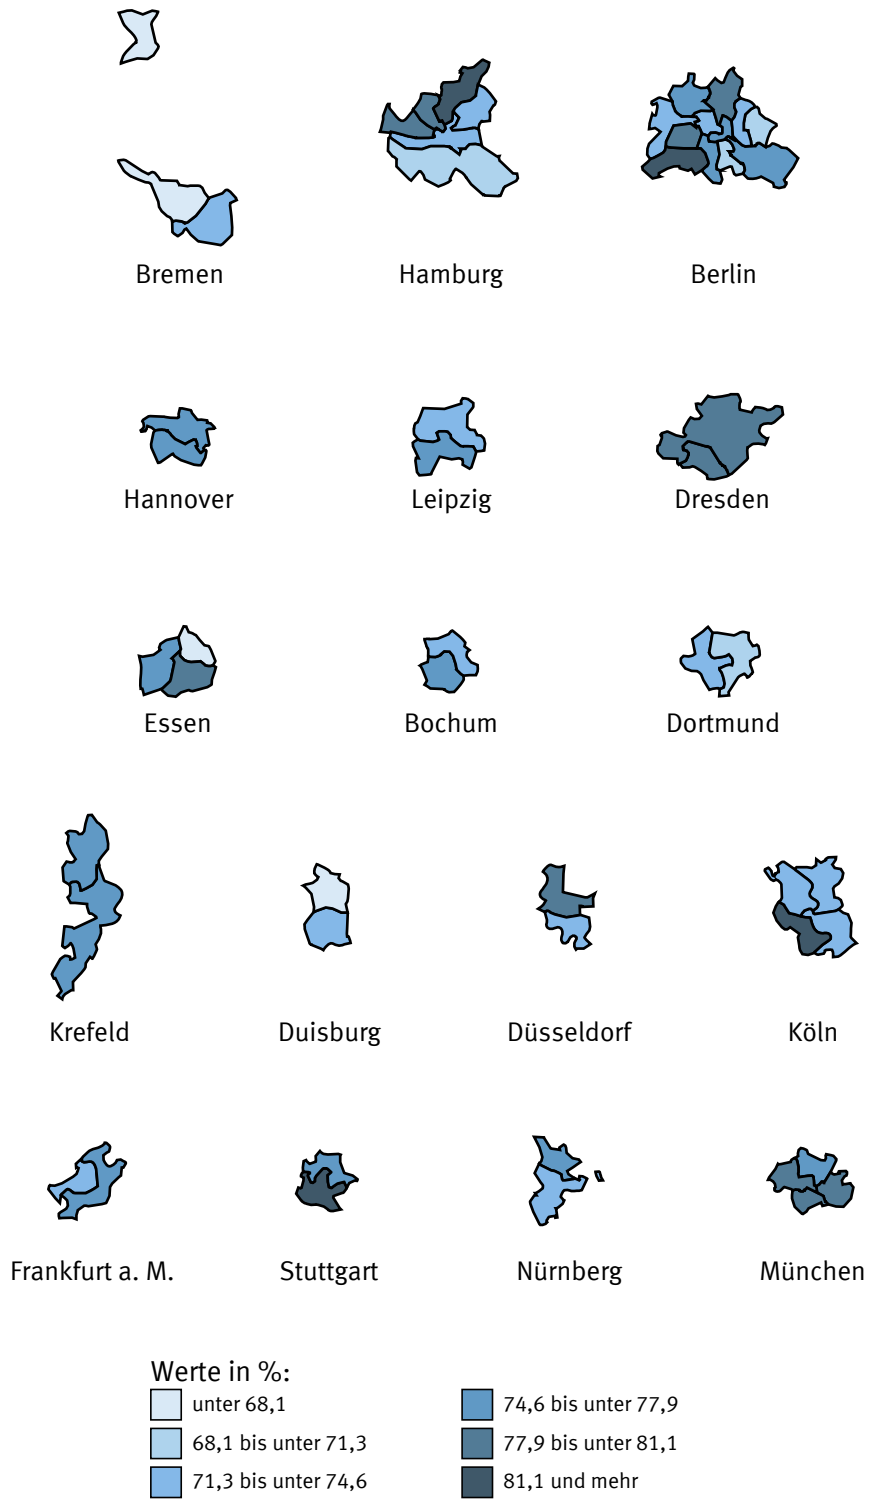 Bremen
Hamburg
Berlin
Hannover
Leipzig
Dresden
Essen
Bochum
Dortmund
Krefeld
Duisburg
Düsseldorf
Köln
Frankfurt a. M.
Stuttgart
Nürnberg
München
Werte in %:
unter 68,1
68,1 bis unter 71,3
71,3 bis unter 74,6
74,6 bis unter 77,9
77,9 bis unter 81,1
81,1 und mehr